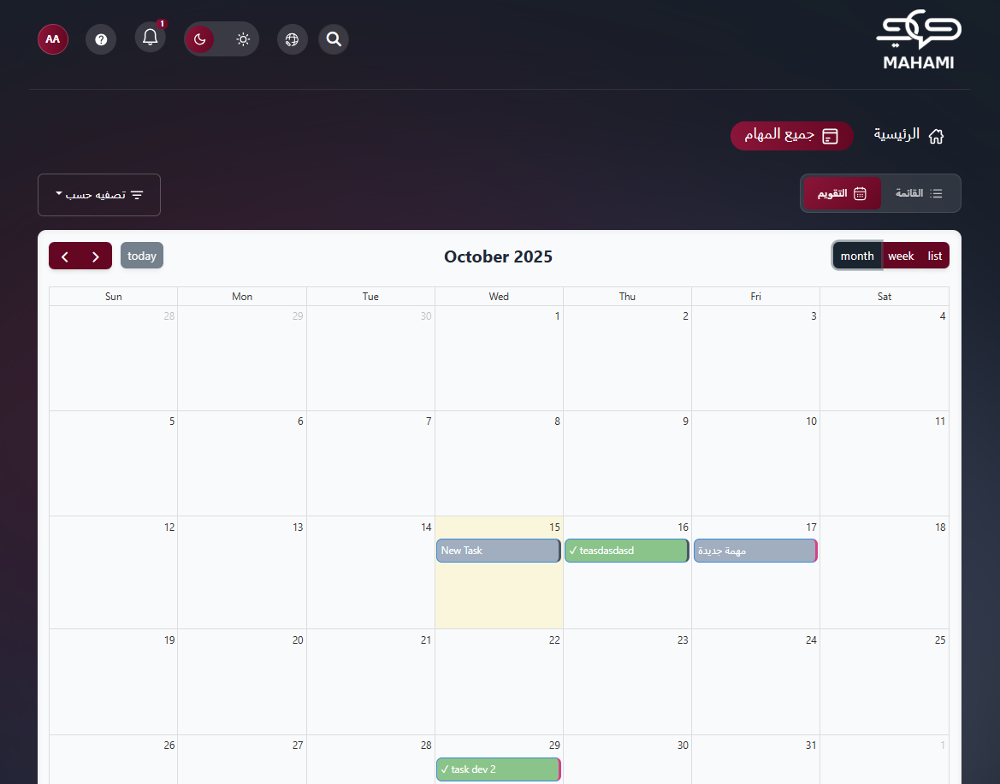 AA
1
MAHAMI
الرئيسية
جميع المهام
القائمة
التقويم
تصفيه حسب
today
October 2025
month
week
list
Sun Mon Tue Wed Thu Fri Sat
28 29 30 1 2 3 4
5 6 7 8 9 10 11
12 13 14 15 16 17 18
New Task
✓ teasdasdasd
مهمة جديدة
19 20 21 22 23 24 25
26 27 28 29 30 31 1
✓ task dev 2